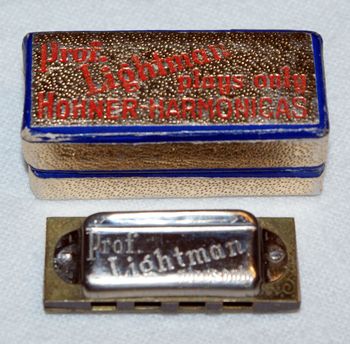 Prof.
Lightman
plays only
HOHNER-HARMONICAS
Prof.
Lightman